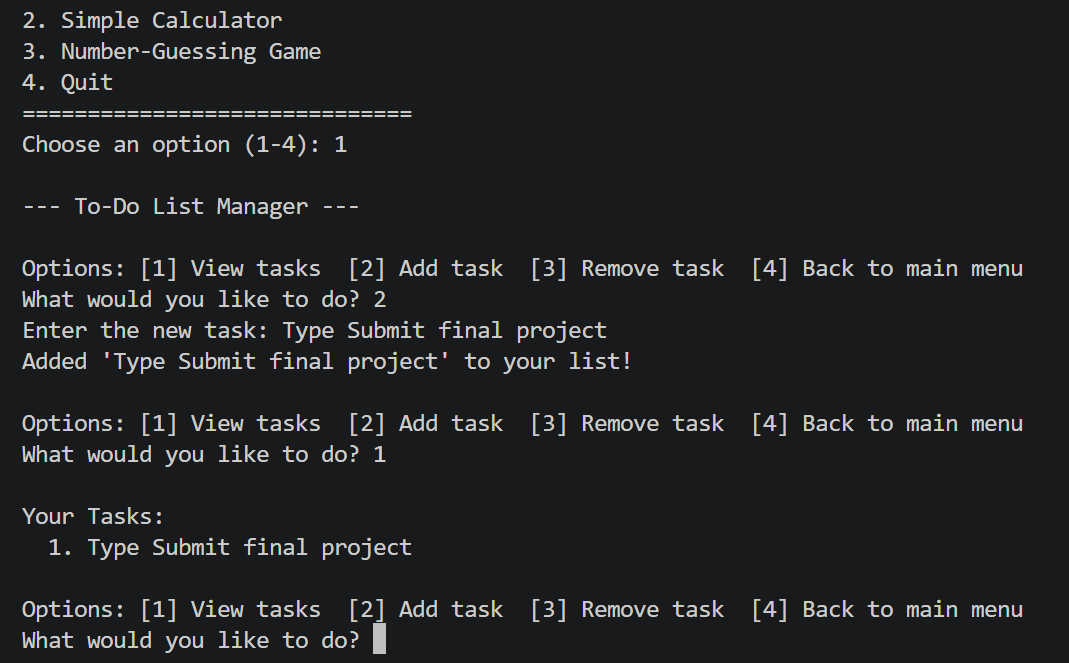 2. Simple Calculator
3. Number-Guessing Game
4. Quit
==============================
Choose an option (1-4): 1
--- To-Do List Manager ---
Options: [1] View tasks  [2] Add task  [3] Remove task  [4] Back to main menu
What would you like to do? 2
Enter the new task: Type Submit final project
Added 'Type Submit final project' to your list!
Options: [1] View tasks  [2] Add task  [3] Remove task  [4] Back to main menu
What would you like to do? 1
Your Tasks:
  1. Type Submit final project
Options: [1] View tasks  [2] Add task  [3] Remove task  [4] Back to main menu
What would you like to do?